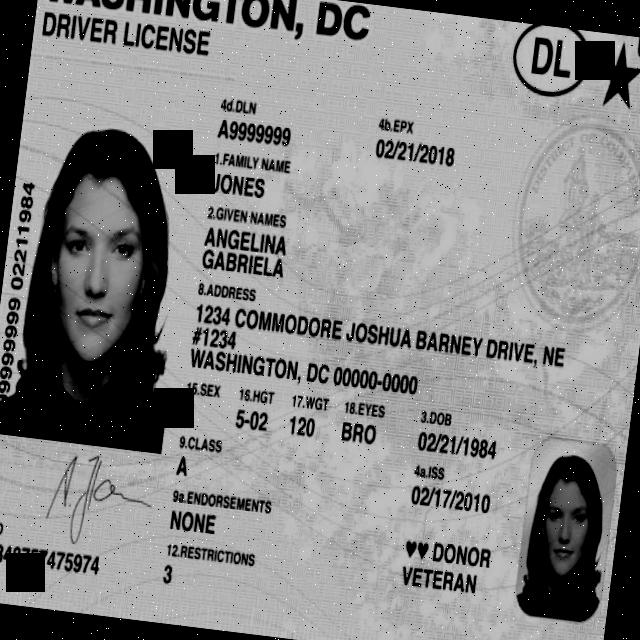 WASHINGTON, DC
DRIVER LICENSE
DL
4d.DLN
A9999999
4b.EPX
02/21/2018
1.FAMILY NAME
JONES
2.GIVEN NAMES
ANGELINA
GABRIELA
8.ADDRESS
1234 COMMODORE JOSHUA BARNEY DRIVE, NE
#1234
WASHINGTON, DC 00000-0000
15.SEX
16.HGT
5-02
17.WGT
120
18.EYES
BRO
3.DOB
02/21/1984
9.CLASS
A
4a.ISS
02/17/2010
9a.ENDORSEMENTS
NONE
12.RESTRICTIONS
3
♥♥ DONOR
VETERAN
99999999 02211984